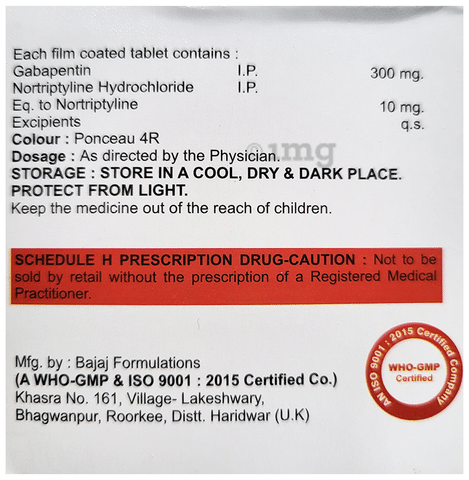 Each film coated tablet contains :
Gabapentin I.P. 300 mg.
Nortriptyline Hydrochloride I.P.
Eq. to Nortriptyline 10 mg.
Excipients q.s.
Colour : Ponceau 4R
Dosage : As directed by the Physician.
1mg
STORAGE : STORE IN A COOL, DRY & DARK PLACE.
PROTECT FROM LIGHT.
Keep the medicine out of the reach of children.
SCHEDULE H PRESCRIPTION DRUG-CAUTION : Not to be
sold by retail without the prescription of a Registered Medical
Practitioner.
Mfg. by : Bajaj Formulations
(A WHO-GMP & ISO 9001 : 2015 Certified Co.)
Khasra No. 161, Village- Lakeshwary,
Bhagwanpur, Roorkee, Distt. Haridwar (U.K)
AN ISO 9001 : 2015 Certified Company
WHO-GMP
Certified